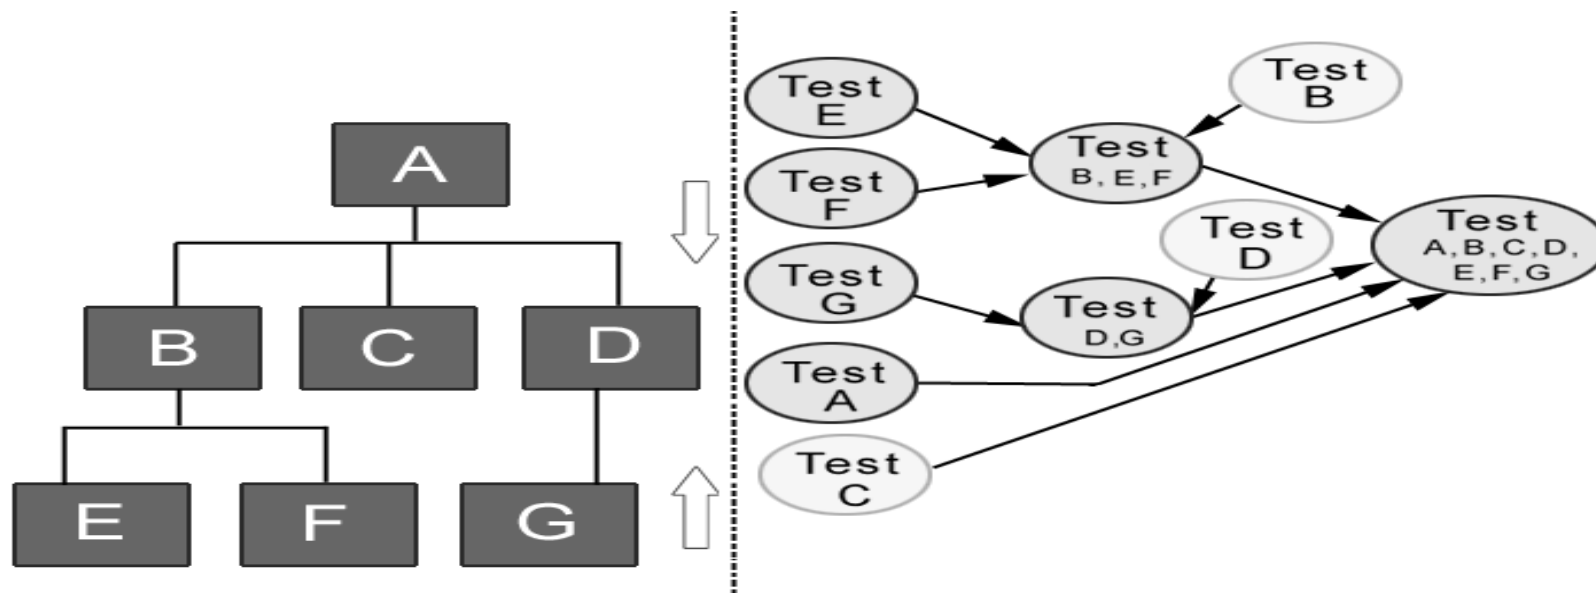 A
B
C
D
E
F
G
Test
E
Test
F
Test
G
Test
A
Test
C
Test
B, E, F
Test
D,G
Test
B
Test
D
Test
A, B, C, D,
E, F, G